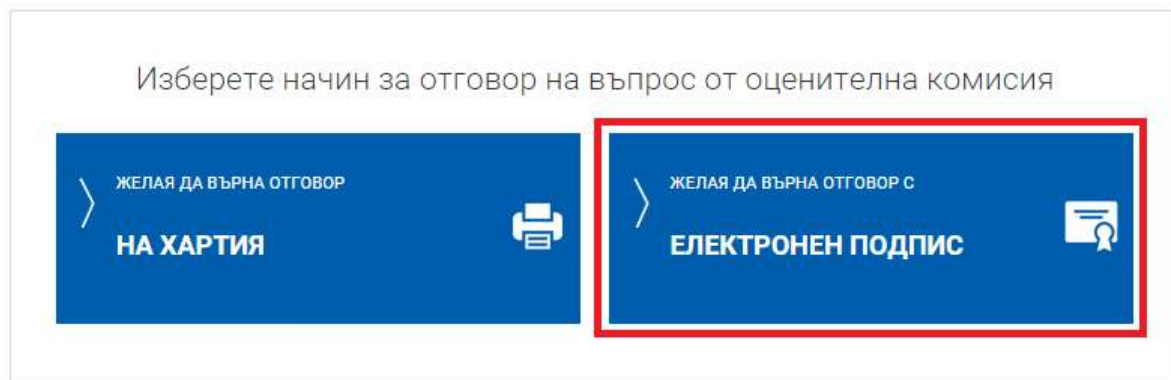 Изберете начин за отговор на въпрос от оценителна комисия
ЖЕЛАЯ ДА ВЪРНА ОТГОВОР
НА ХАРТИЯ
ЖЕЛАЯ ДА ВЪРНА ОТГОВОР С
ЕЛЕКТРОНЕН ПОДПИС